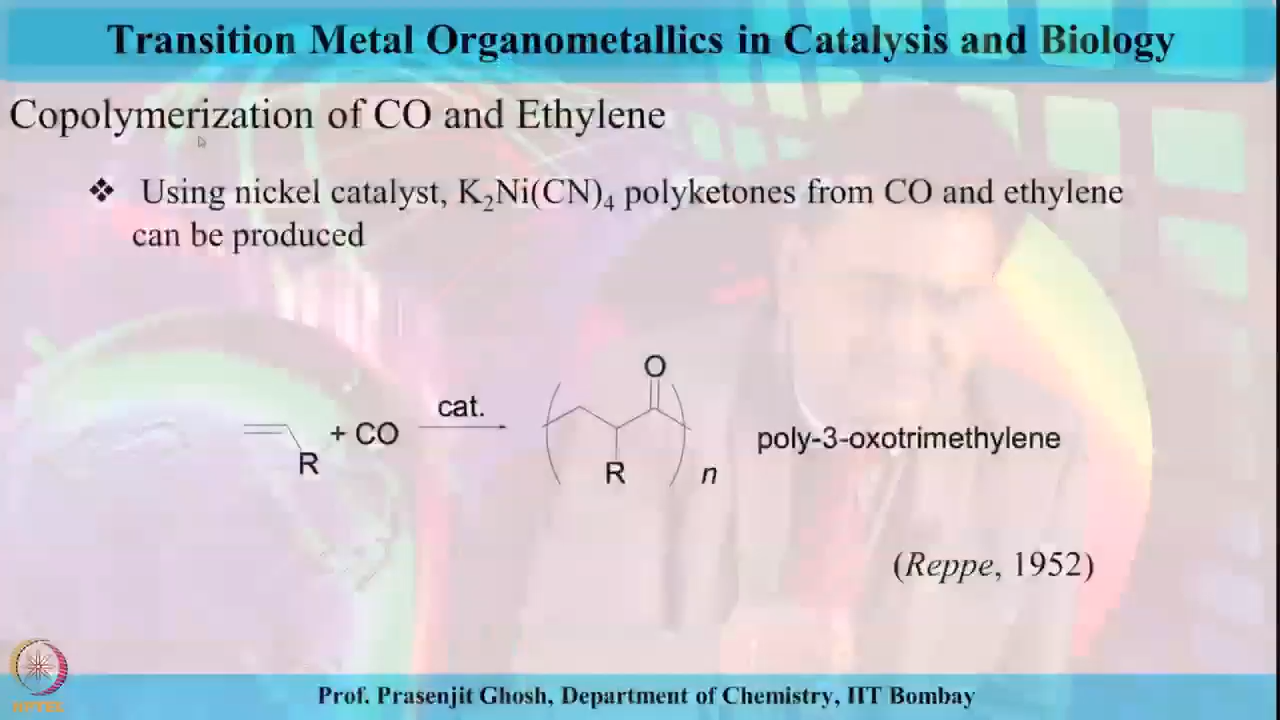 Transition Metal Organometallics in Catalysis and Biology
Copolymerization of CO and Ethylene
❖ Using nickel catalyst, K₂Ni(CN)₄ polyketones from CO and ethylene
can be produced
O
cat.
+ CO
R
R
n
poly-3-oxotrimethylene
(Reppe, 1952)
NPTEL
Prof. Prasenjit Ghosh, Department of Chemistry, IIT Bombay